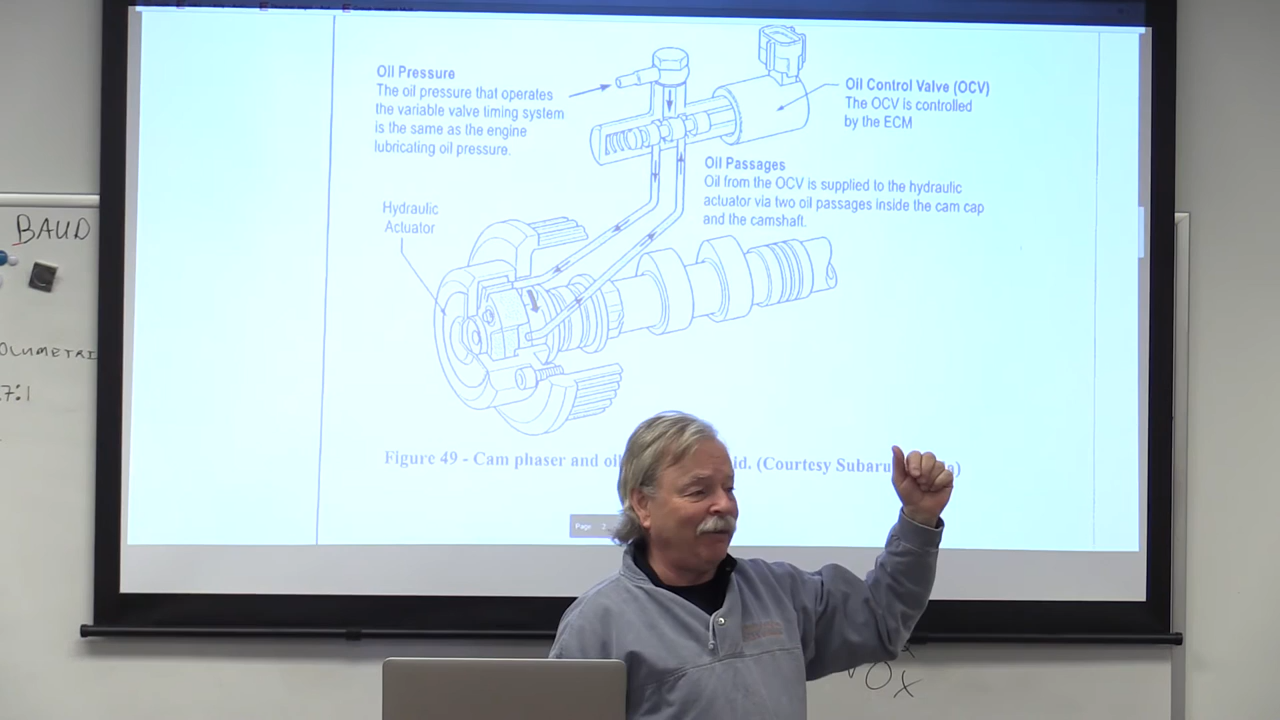 Oil Pressure
The oil pressure that operates
the variable valve timing system
is the same as the engine
lubricating oil pressure.
Oil Control Valve (OCV)
The OCV is controlled
by the ECM
Oil Passages
Oil from the OCV is supplied to the hydraulic
actuator via two oil passages inside the cam cap
and the camshaft.
Hydraulic
Actuator
Figure 49 - Cam phaser and oil id. (Courtesy Subaru a)
Page 2
BAUD
OLUMETRI
7:1
OX